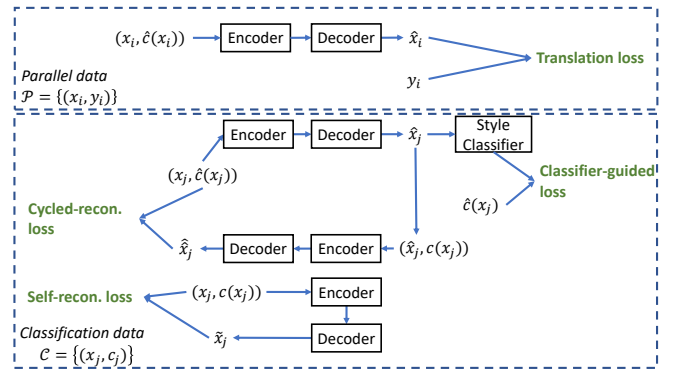 (x_i, ĉ(x_i)) Encoder Decoder x̂_i
Translation loss
y_i
Parallel data
𝒫 = {(x_i, y_i)}
Encoder Decoder x̂_j Style Classifier
(x_j, ĉ(x_j))
Classifier-guided loss
ĉ(x_j)
Cycled-recon. loss
x̂̂_j Decoder Encoder (x̂_j, c(x_j))
Self-recon. loss (x_j, c(x_j)) Encoder
Classification data x̃_j Decoder
𝒞 = {(x_j, c_j)}